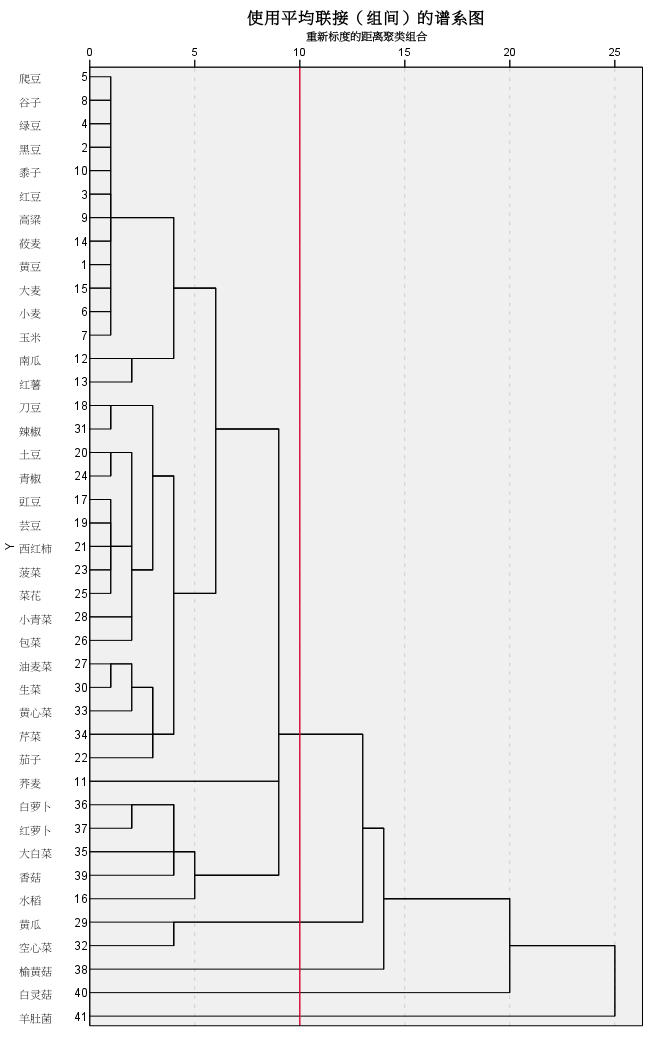 使用平均联接（组间）的谱系图
重新标度的距离聚类组合
0 5 10 15 20 25
爬豆 5
谷子 8
绿豆 4
黑豆 2
黍子 10
红豆 3
高粱 9
莜麦 14
黄豆 1
大麦 15
小麦 6
玉米 7
南瓜 12
红薯 13
刀豆 18
辣椒 31
土豆 20
青椒 24
豇豆 17
芸豆 19
Y
西红柿 21
菠菜 23
菜花 25
小青菜 28
包菜 26
油麦菜 27
生菜 30
黄心菜 33
芹菜 34
茄子 22
荞麦 11
白萝卜 36
红萝卜 37
大白菜 35
香菇 39
水稻 16
黄瓜 29
空心菜 32
榆黄菇 38
白灵菇 40
羊肚菌 41